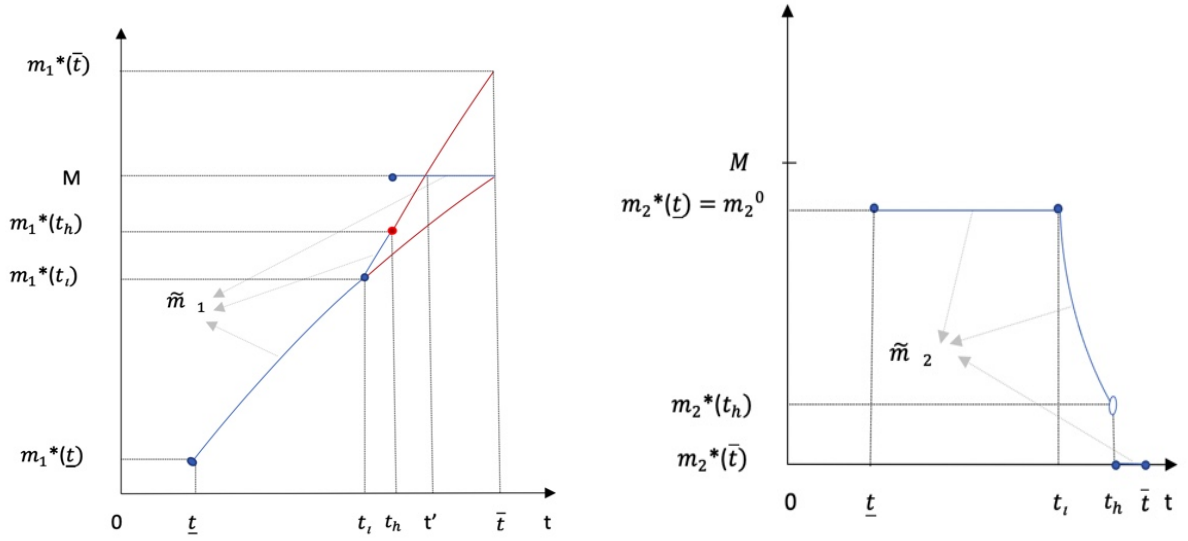 m₁*(t̅)
M
m₁*(tₕ)
m₁*(tₗ)
m̃ ₁
m₁*(t̲)
0 t̲ tₗ tₕ t′ t̅ t
M
m₂*(t̲) = m₂⁰
m̃ ₂
m₂*(tₕ)
m₂*(t̅)
0 t̲ tₗ tₕ t̅ t